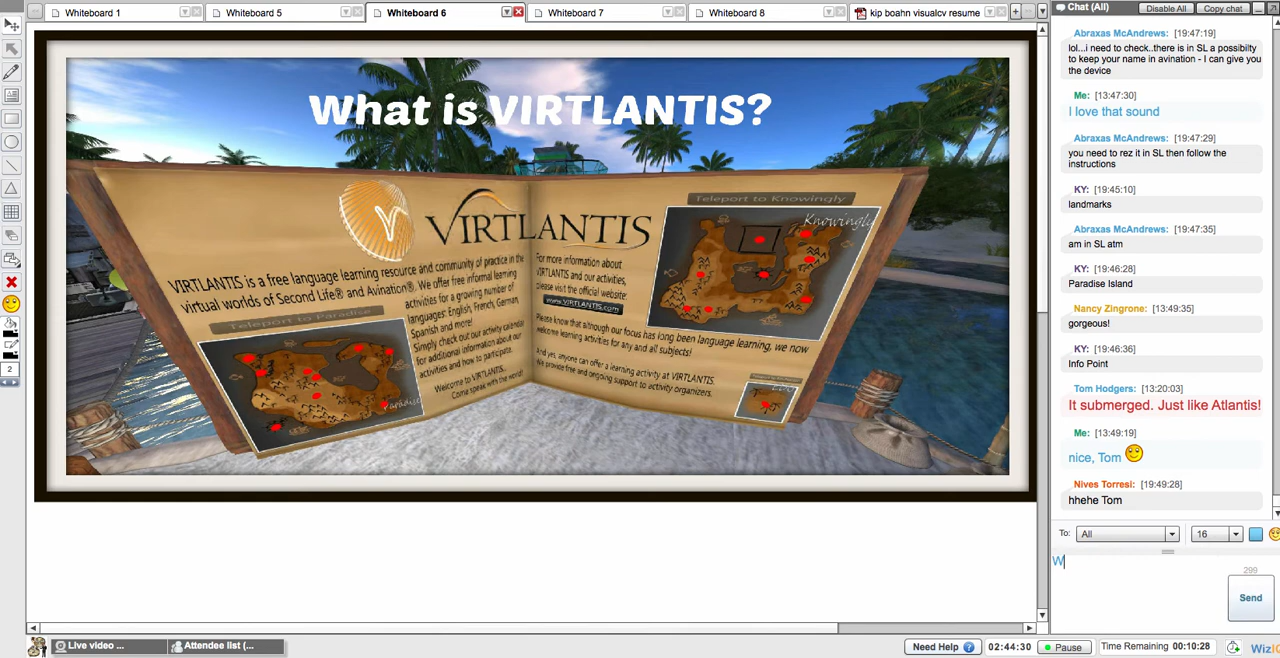 Whiteboard 1
Whiteboard 5
Whiteboard 6
Whiteboard 7
Whiteboard 8
kip boahn visualcv resume
What is VIRTLANTIS?
VIRTLANTIS
VIRTLANTIS is a free language learning resource and community of practice in the
virtual worlds of Second Life® and Avination®. We offer free informal learning
activities for a growing number of
languages: English, French, German,
Spanish and more!
Simply check out our activity calendar
for additional information about our
activities and how to participate.
Welcome to VIRTLANTIS.
Come speak with the world!
Teleport to Paradise
Paradise
Teleport to Knowingly
Knowingly
For more information about
VIRTLANTIS and our activities,
please visit the official website:
www.VIRTLANTIS.com
Please know that although our focus has long been language learning, we now
welcome learning activities for any and all subjects!
And yes, anyone can offer a learning activity at VIRTLANTIS.
We provide free and ongoing support to activity organizers.
Chat (All)
Disable All
Copy chat
Abraxas McAndrews: [19:47:19]
lol...i need to check..there is in SL a possibilty
to keep your name in avination - I can give you
the device
Me: [13:47:30]
I love that sound
Abraxas McAndrews: [19:47:29]
you need to rez it in SL then follow the
instructions
KY: [19:45:10]
landmarks
Abraxas McAndrews: [19:47:35]
am in SL atm
KY: [19:46:28]
Paradise Island
Nancy Zingrone: [13:49:35]
gorgeous!
KY: [19:46:36]
Info Point
Tom Hodgers: [13:20:03]
It submerged. Just like Atlantis!
Me: [13:49:19]
nice, Tom
Nives Torresi: [19:49:28]
hhehe Tom
To: All 16
W
299
Send
2
Live video ...
Attendee list (...
Need Help ?
02:44:30
Pause
Time Remaining 00:10:28